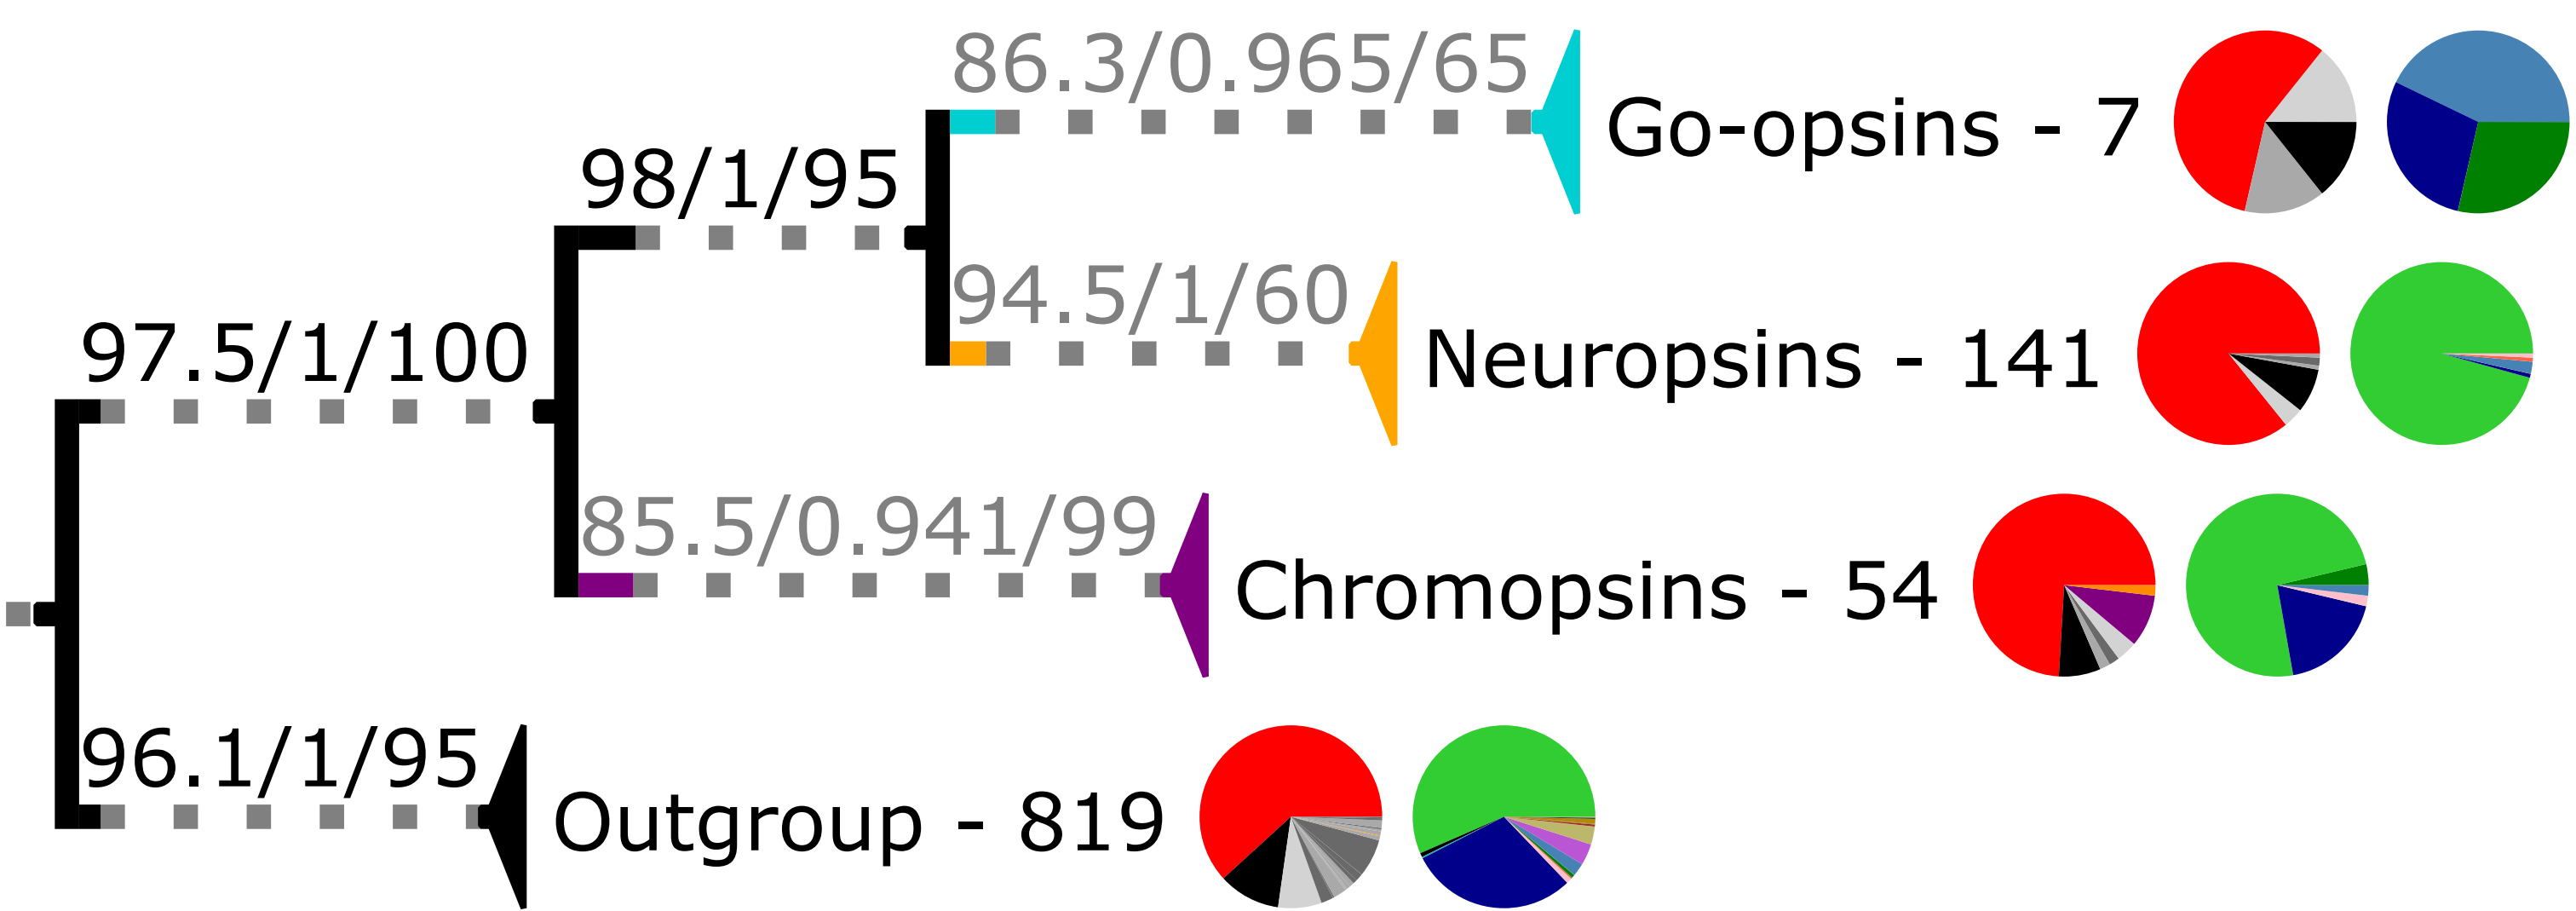 86.3/0.965/65
Go-opsins - 7
98/1/95
94.5/1/60
Neuropsins - 141
97.5/1/100
85.5/0.941/99
Chromopsins - 54
96.1/1/95
Outgroup - 819